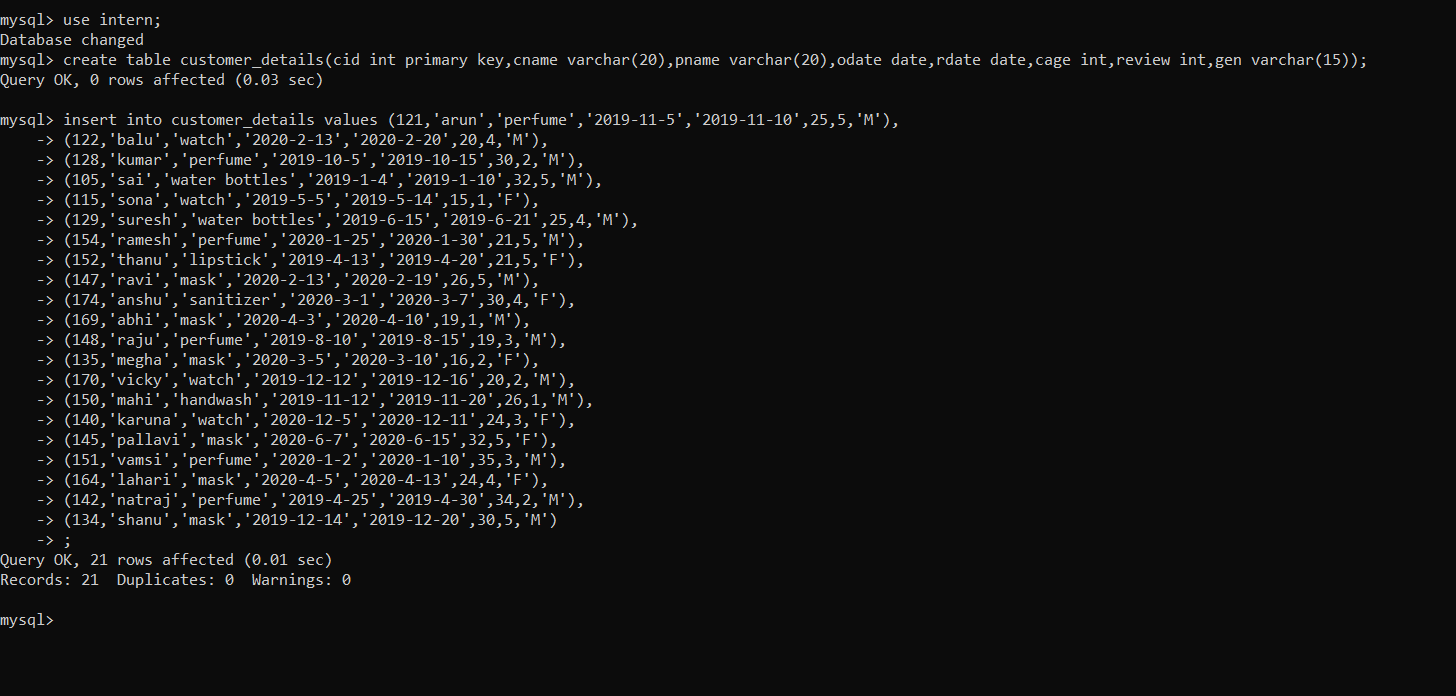 mysql> use intern;
Database changed
mysql> create table customer_details(cid int primary key,cname varchar(20),pname varchar(20),odate date,rdate date,cage int,review int,gen varchar(15));
Query OK, 0 rows affected (0.03 sec)
mysql> insert into customer_details values (121,'arun','perfume','2019-11-5','2019-11-10',25,5,'M'),
    -> (122,'balu','watch','2020-2-13','2020-2-20',20,4,'M'),
    -> (128,'kumar','perfume','2019-10-5','2019-10-15',30,2,'M'),
    -> (105,'sai','water bottles','2019-1-4','2019-1-10',32,5,'M'),
    -> (115,'sona','watch','2019-5-5','2019-5-14',15,1,'F'),
    -> (129,'suresh','water bottles','2019-6-15','2019-6-21',25,4,'M'),
    -> (154,'ramesh','perfume','2020-1-25','2020-1-30',21,5,'M'),
    -> (152,'thanu','lipstick','2019-4-13','2019-4-20',21,5,'F'),
    -> (147,'ravi','mask','2020-2-13','2020-2-19',26,5,'M'),
    -> (174,'anshu','sanitizer','2020-3-1','2020-3-7',30,4,'F'),
    -> (169,'abhi','mask','2020-4-3','2020-4-10',19,1,'M'),
    -> (148,'raju','perfume','2019-8-10','2019-8-15',19,3,'M'),
    -> (135,'megha','mask','2020-3-5','2020-3-10',16,2,'F'),
    -> (170,'vicky','watch','2019-12-12','2019-12-16',20,2,'M'),
    -> (150,'mahi','handwash','2019-11-12','2019-11-20',26,1,'M'),
    -> (140,'karuna','watch','2020-12-5','2020-12-11',24,3,'F'),
    -> (145,'pallavi','mask','2020-6-7','2020-6-15',32,5,'F'),
    -> (151,'vamsi','perfume','2020-1-2','2020-1-10',35,3,'M'),
    -> (164,'lahari','mask','2020-4-5','2020-4-13',24,4,'F'),
    -> (142,'natraj','perfume','2019-4-25','2019-4-30',34,2,'M'),
    -> (134,'shanu','mask','2019-12-14','2019-12-20',30,5,'M')
    -> ;
Query OK, 21 rows affected (0.01 sec)
Records: 21  Duplicates: 0  Warnings: 0
mysql>